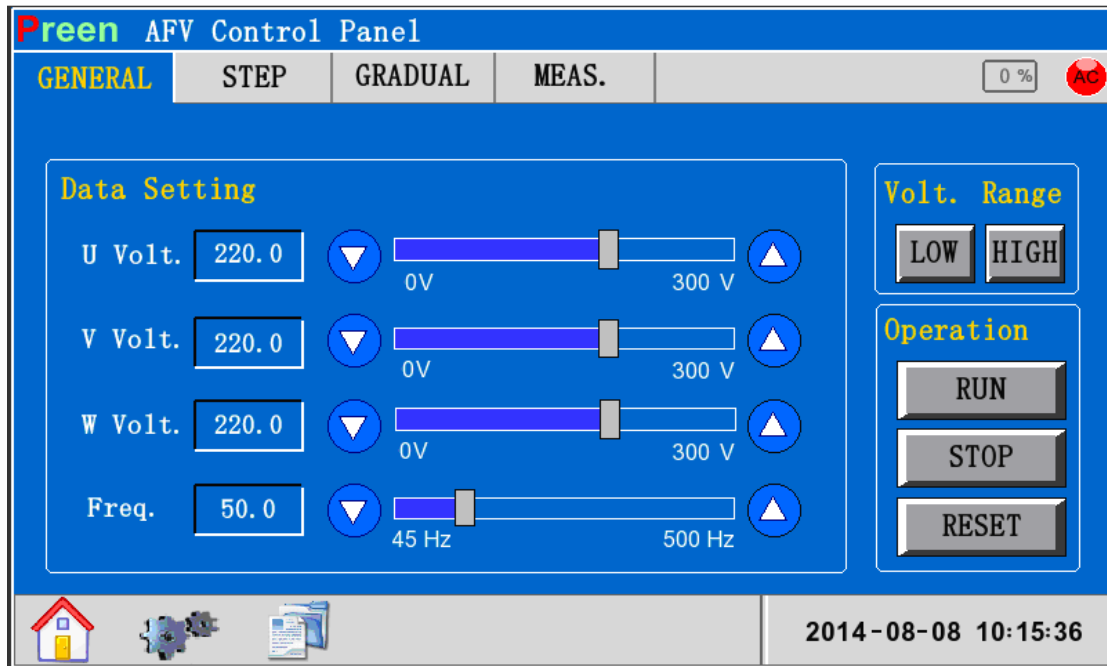 Preen AFV Control Panel
GENERAL STEP GRADUAL MEAS. 0 % AC
Data Setting
U Volt. 220.0
0V 300 V
V Volt. 220.0
0V 300 V
W Volt. 220.0
0V 300 V
Freq. 50.0
45 Hz 500 Hz
Volt. Range
LOW HIGH
Operation
RUN
STOP
RESET
2014-08-08 10:15:36